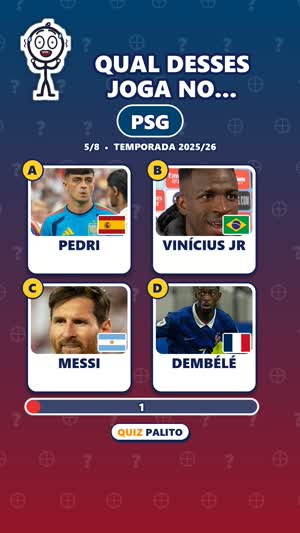 QUAL DESSES
JOGA NO...
PSG
5/8 • TEMPORADA 2025/26
A
PEDRI
B
VINÍCIUS JR
C
MESSI
D
DEMBÉLÉ
1
QUIZ PALITO